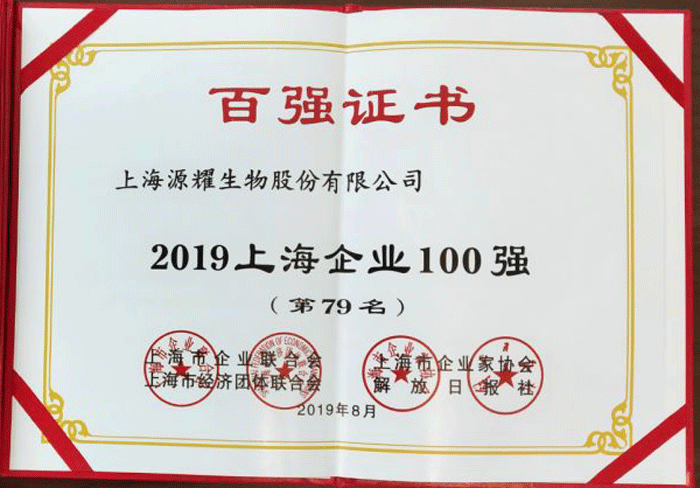 百强证书
上海源耀生物股份有限公司
2019上海企业100强
(第79名)
上海市企业联合会 上海市企业家协会
上海市经济团体联合会 解放日报社
2019年8月